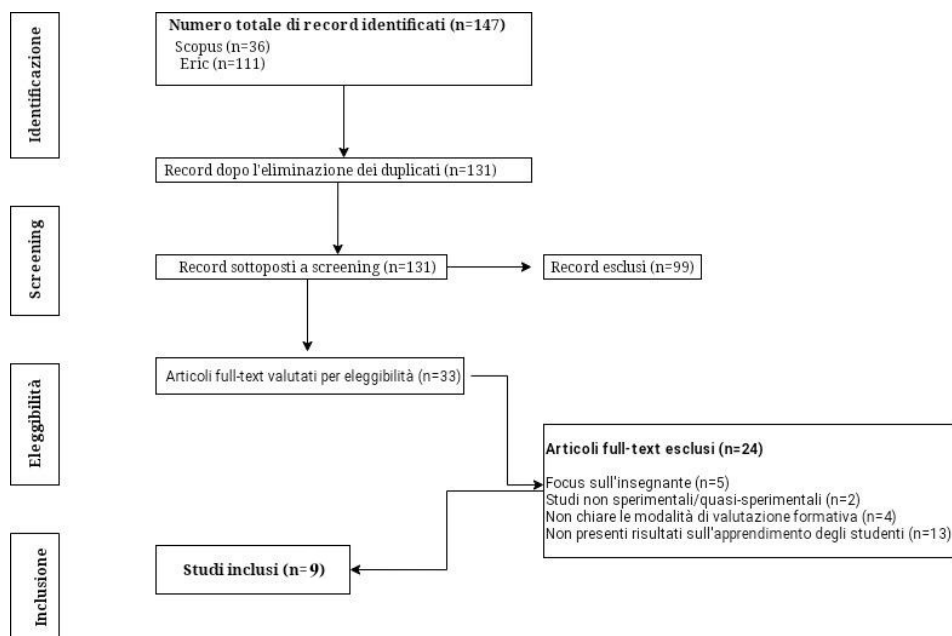 Identificazione
Numero totale di record identificati (n=147)
Scopus (n=36)
Eric (n=111)
Record dopo l'eliminazione dei duplicati (n=131)
Screening
Record sottoposti a screening (n=131)
Record esclusi (n=99)
Eleggibilità
Articoli full-text valutati per eleggibilità (n=33)
Articoli full-text esclusi (n=24)
Focus sull'insegnante (n=5)
Studi non sperimentali/quasi-sperimentali (n=2)
Non chiare le modalità di valutazione formativa (n=4)
Non presenti risultati sull'apprendimento degli studenti (n=13)
Inclusione
Studi inclusi (n=9)